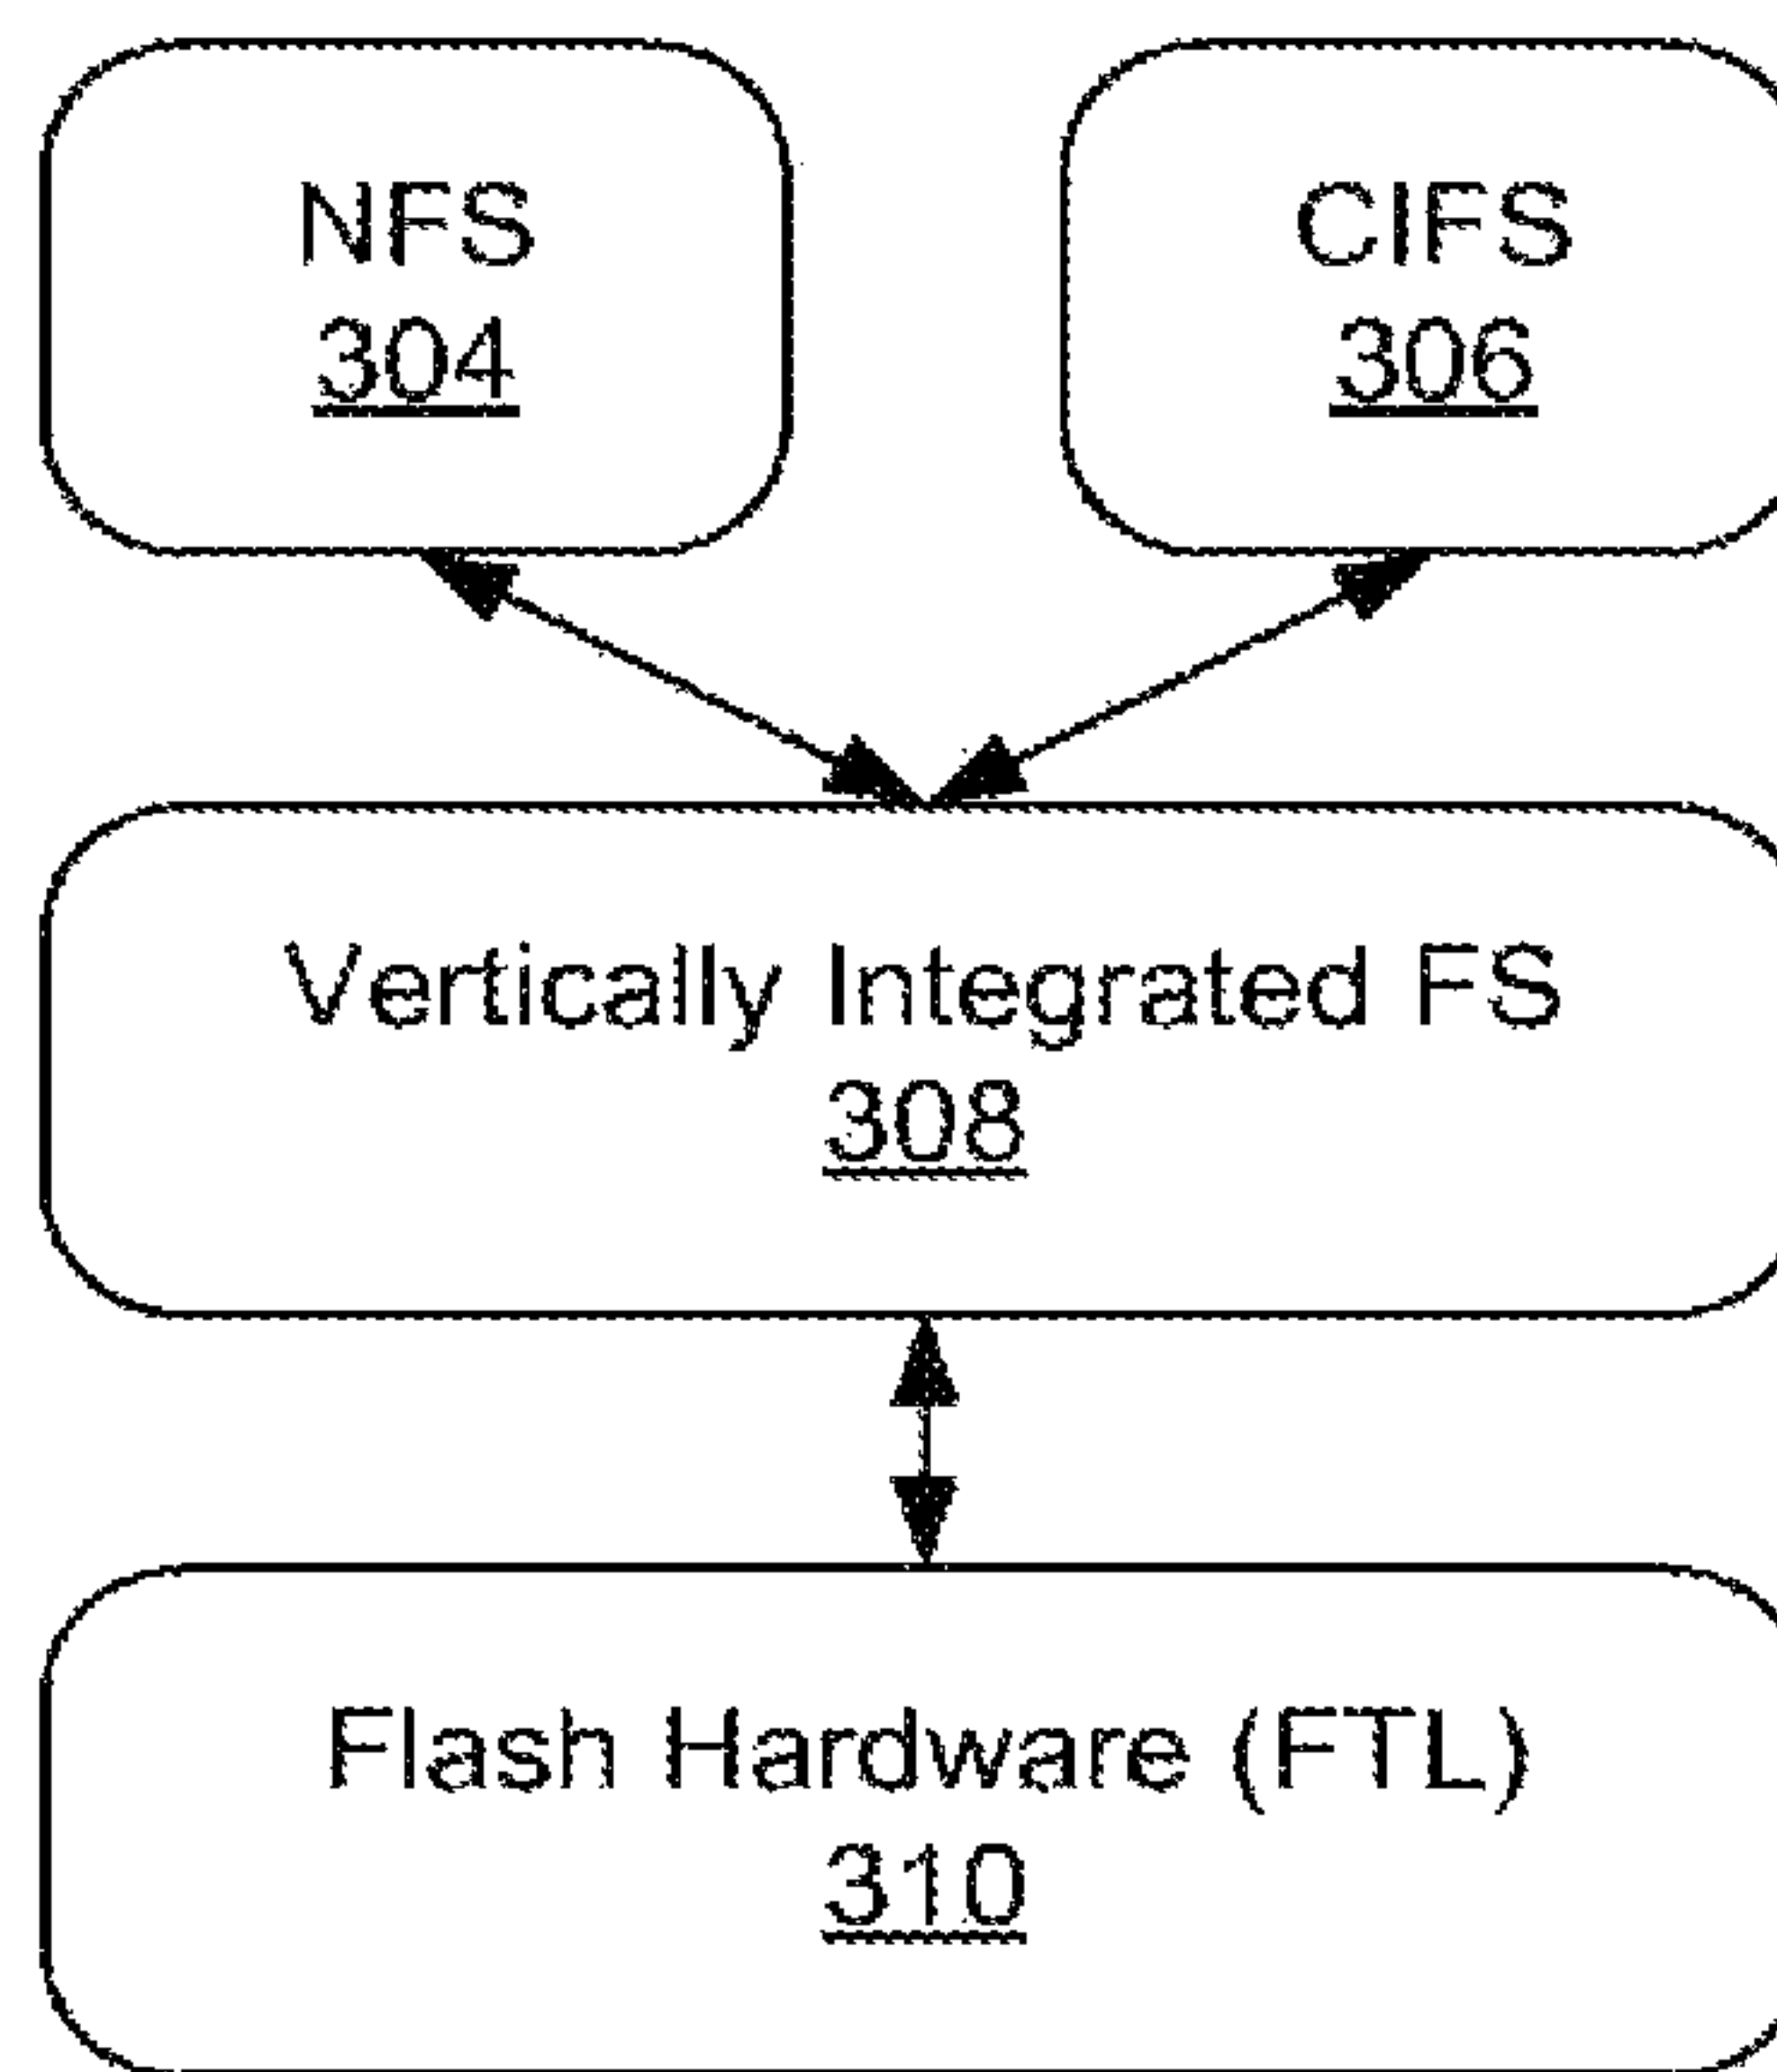 NFS
304
CIFS
306
Vertically Integrated FS
308
Flash Hardware (FTL)
310